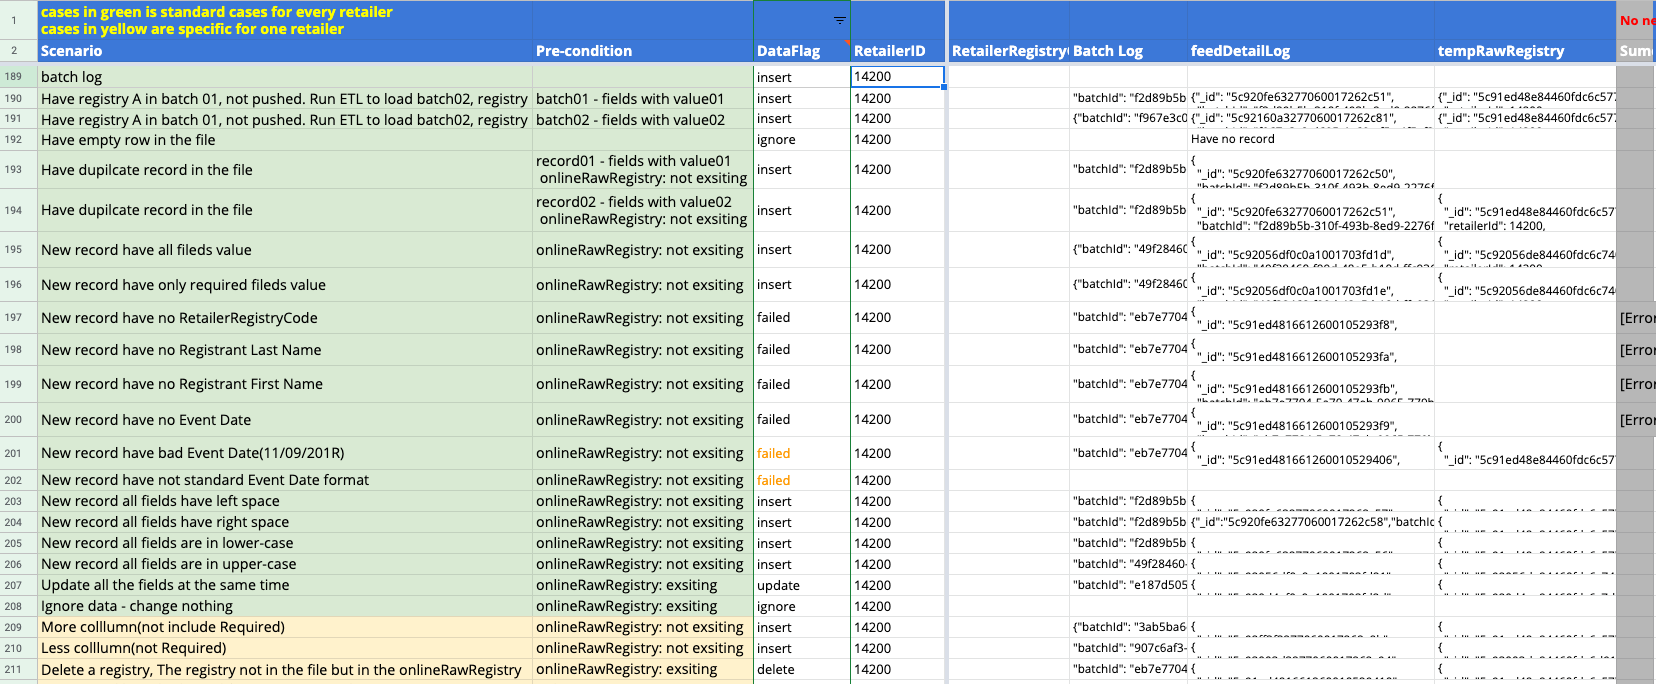 1 cases in green is standard cases for every retailer No ne
cases in yellow are specific for one retailer
2 Scenario Pre-condition DataFlag RetailerID RetailerRegistry Batch Log feedDetailLog tempRawRegistry Sum
189 batch log insert 14200
190 Have registry A in batch 01, not pushed. Run ETL to load batch02, registry batch01 - fields with value01 insert 14200 "batchId": "f2d89b5b {"_id": "5c920fe63277060017262c51", {"_id": "5c91ed48e84460fdc6c577
191 Have registry A in batch 01, not pushed. Run ETL to load batch02, registry batch02 - fields with value02 insert 14200 {"batchId": "f967e3c0 {"_id": "5c92160a3277060017262c81", {"_id": "5c91ed48e84460fdc6c577
192 Have empty row in the file ignore 14200 Have no record
193 Have dupilcate record in the file record01 - fields with value01 insert 14200 "batchId": "f2d89b5b {
onlineRawRegistry: not exsiting "_id": "5c920fe63277060017262c50",
"batchId": "f2d89b5b-310f-493b-8ed9-2276f
194 Have dupilcate record in the file record02 - fields with value02 insert 14200 "batchId": "f2d89b5b { {
onlineRawRegistry: not exsiting "_id": "5c920fe63277060017262c51", "_id": "5c91ed48e84460fdc6c57
"batchId": "f2d89b5b-310f-493b-8ed9-2276f "retailerId": 14200,
195 New record have all fileds value onlineRawRegistry: not exsiting insert 14200 {"batchId": "49f28460 { {
"_id": "5c92056df0c0a1001703fd1d", "_id": "5c92056de84460fdc6c74
196 New record have only required fileds value onlineRawRegistry: not exsiting insert 14200 {"batchId": "49f28460 { {
"_id": "5c92056df0c0a1001703fd1e", "_id": "5c92056de84460fdc6c74
197 New record have no RetailerRegistryCode onlineRawRegistry: not exsiting failed 14200 "batchId": "eb7e7704 { [Error
"_id": "5c91ed4816612600105293f8",
198 New record have no Registrant Last Name onlineRawRegistry: not exsiting failed 14200 "batchId": "eb7e7704 { [Error
"_id": "5c91ed4816612600105293fa",
199 New record have no Registrant First Name onlineRawRegistry: not exsiting failed 14200 "batchId": "eb7e7704 { [Error
"_id": "5c91ed4816612600105293fb",
200 New record have no Event Date onlineRawRegistry: not exsiting failed 14200 "batchId": "eb7e7704 { [Error
"_id": "5c91ed4816612600105293f9",
201 New record have bad Event Date(11/09/201R) onlineRawRegistry: not exsiting failed 14200 "batchId": "eb7e7704 { {
"_id": "5c91ed481661260010529406", "_id": "5c91ed48e84460fdc6c57
202 New record have not standard Event Date format onlineRawRegistry: not exsiting failed 14200
203 New record all fields have left space onlineRawRegistry: not exsiting insert 14200 "batchId": "f2d89b5b { {
204 New record all fields have right space onlineRawRegistry: not exsiting insert 14200 "batchId": "f2d89b5b {"_id":"5c920fe63277060017262c58","batchId {
205 New record all fields are in lower-case onlineRawRegistry: not exsiting insert 14200 "batchId": "f2d89b5b { {
206 New record all fields are in upper-case onlineRawRegistry: not exsiting insert 14200 "batchId": "49f28460- { {
207 Update all the fields at the same time onlineRawRegistry: exsiting update 14200 "batchId": "e187d505 { {
208 Ignore data - change nothing onlineRawRegistry: exsiting ignore 14200
209 More colllumn(not include Required) onlineRawRegistry: not exsiting insert 14200 {"batchId": "3ab5ba6 { {
210 Less colllumn(not Required) onlineRawRegistry: not exsiting insert 14200 "batchId": "907c6af3- { {
211 Delete a registry, The registry not in the file but in the onlineRawRegistry onlineRawRegistry: exsiting delete 14200 "batchId": "eb7e7704 { {